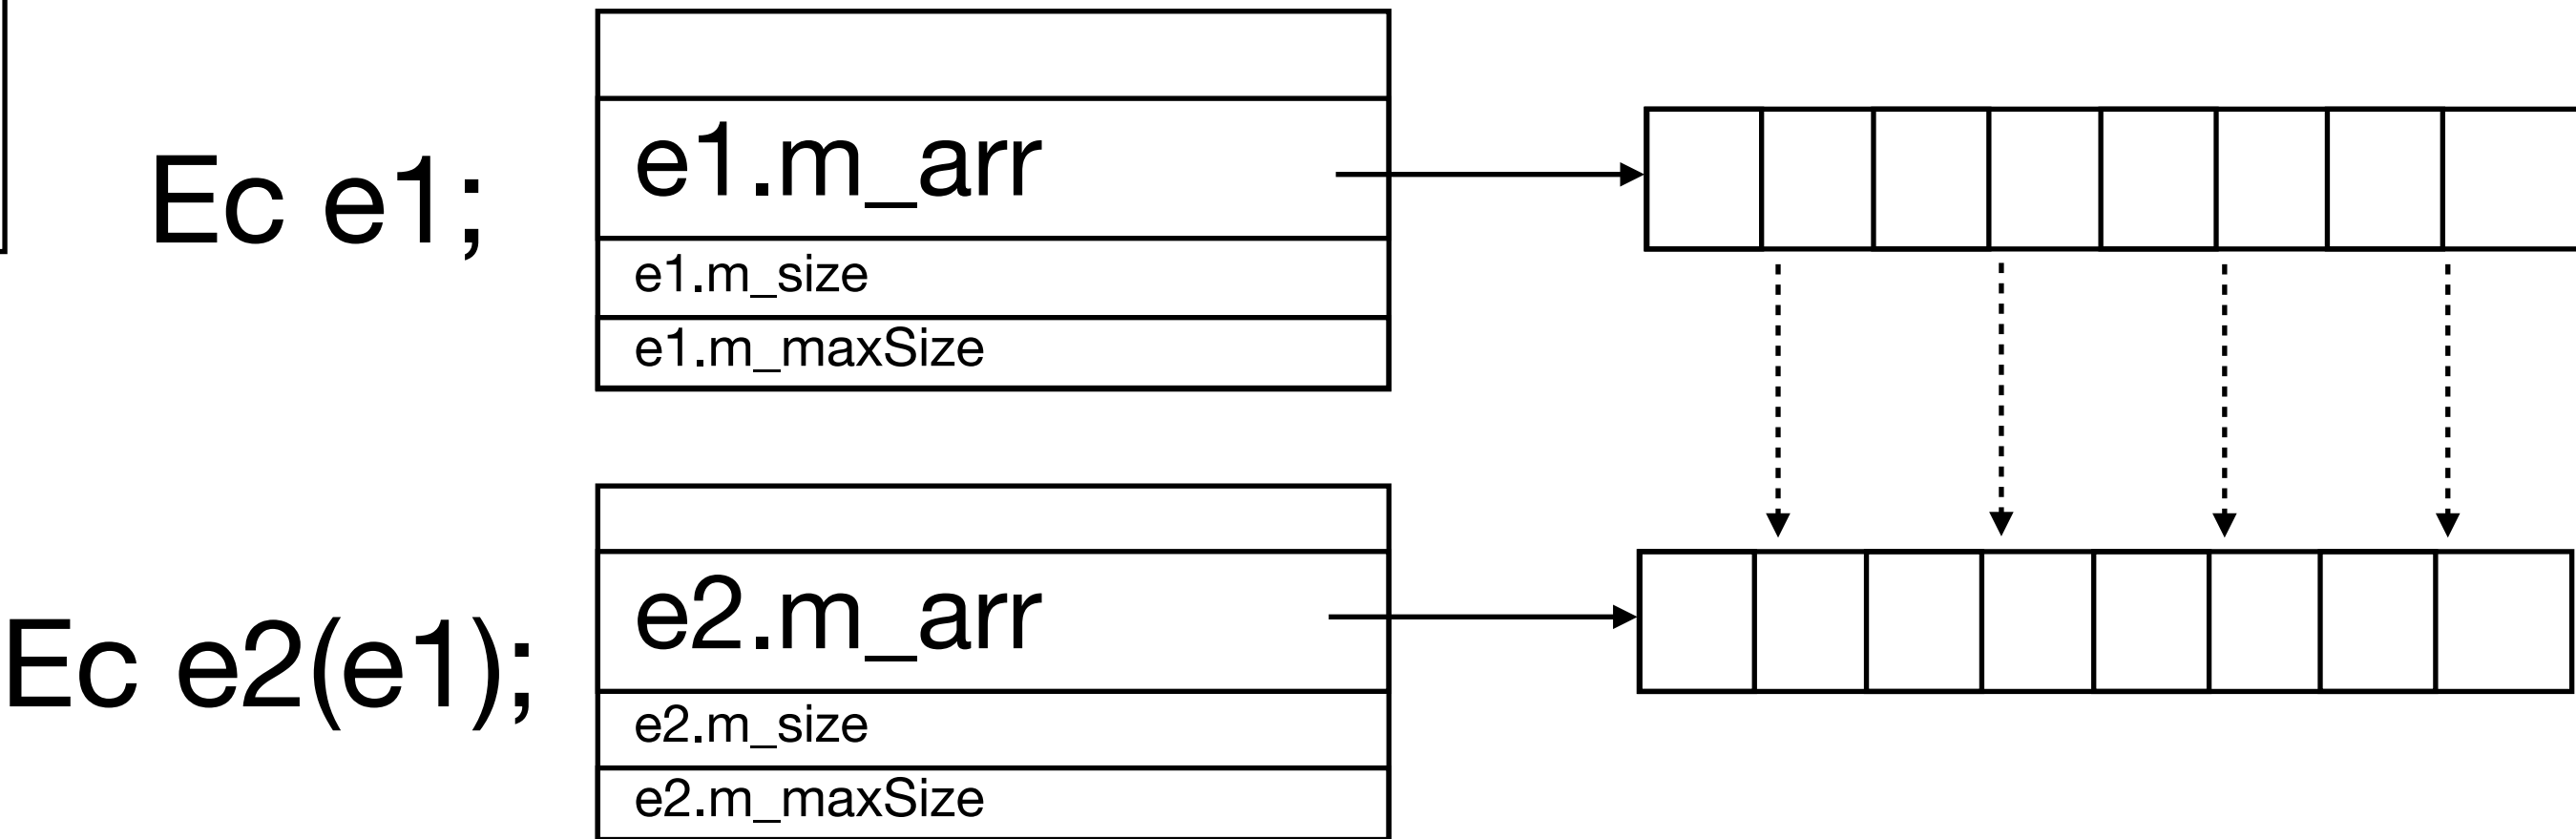 Ec e1;
e1.m_arr
e1.m_size
e1.m_maxSize
Ec e2(e1);
e2.m_arr
e2.m_size
e2.m_maxSize